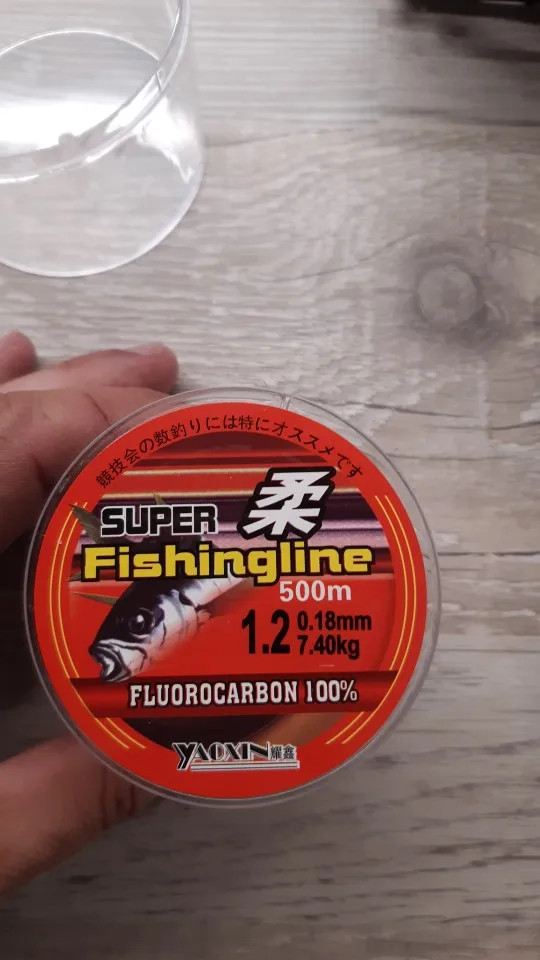 競技会の数釣りには特にオススメです
SUPER 柔
Fishingline
500m
1.2 0.18mm
7.40kg
FLUOROCARBON 100%
YAOXIN 耀鑫